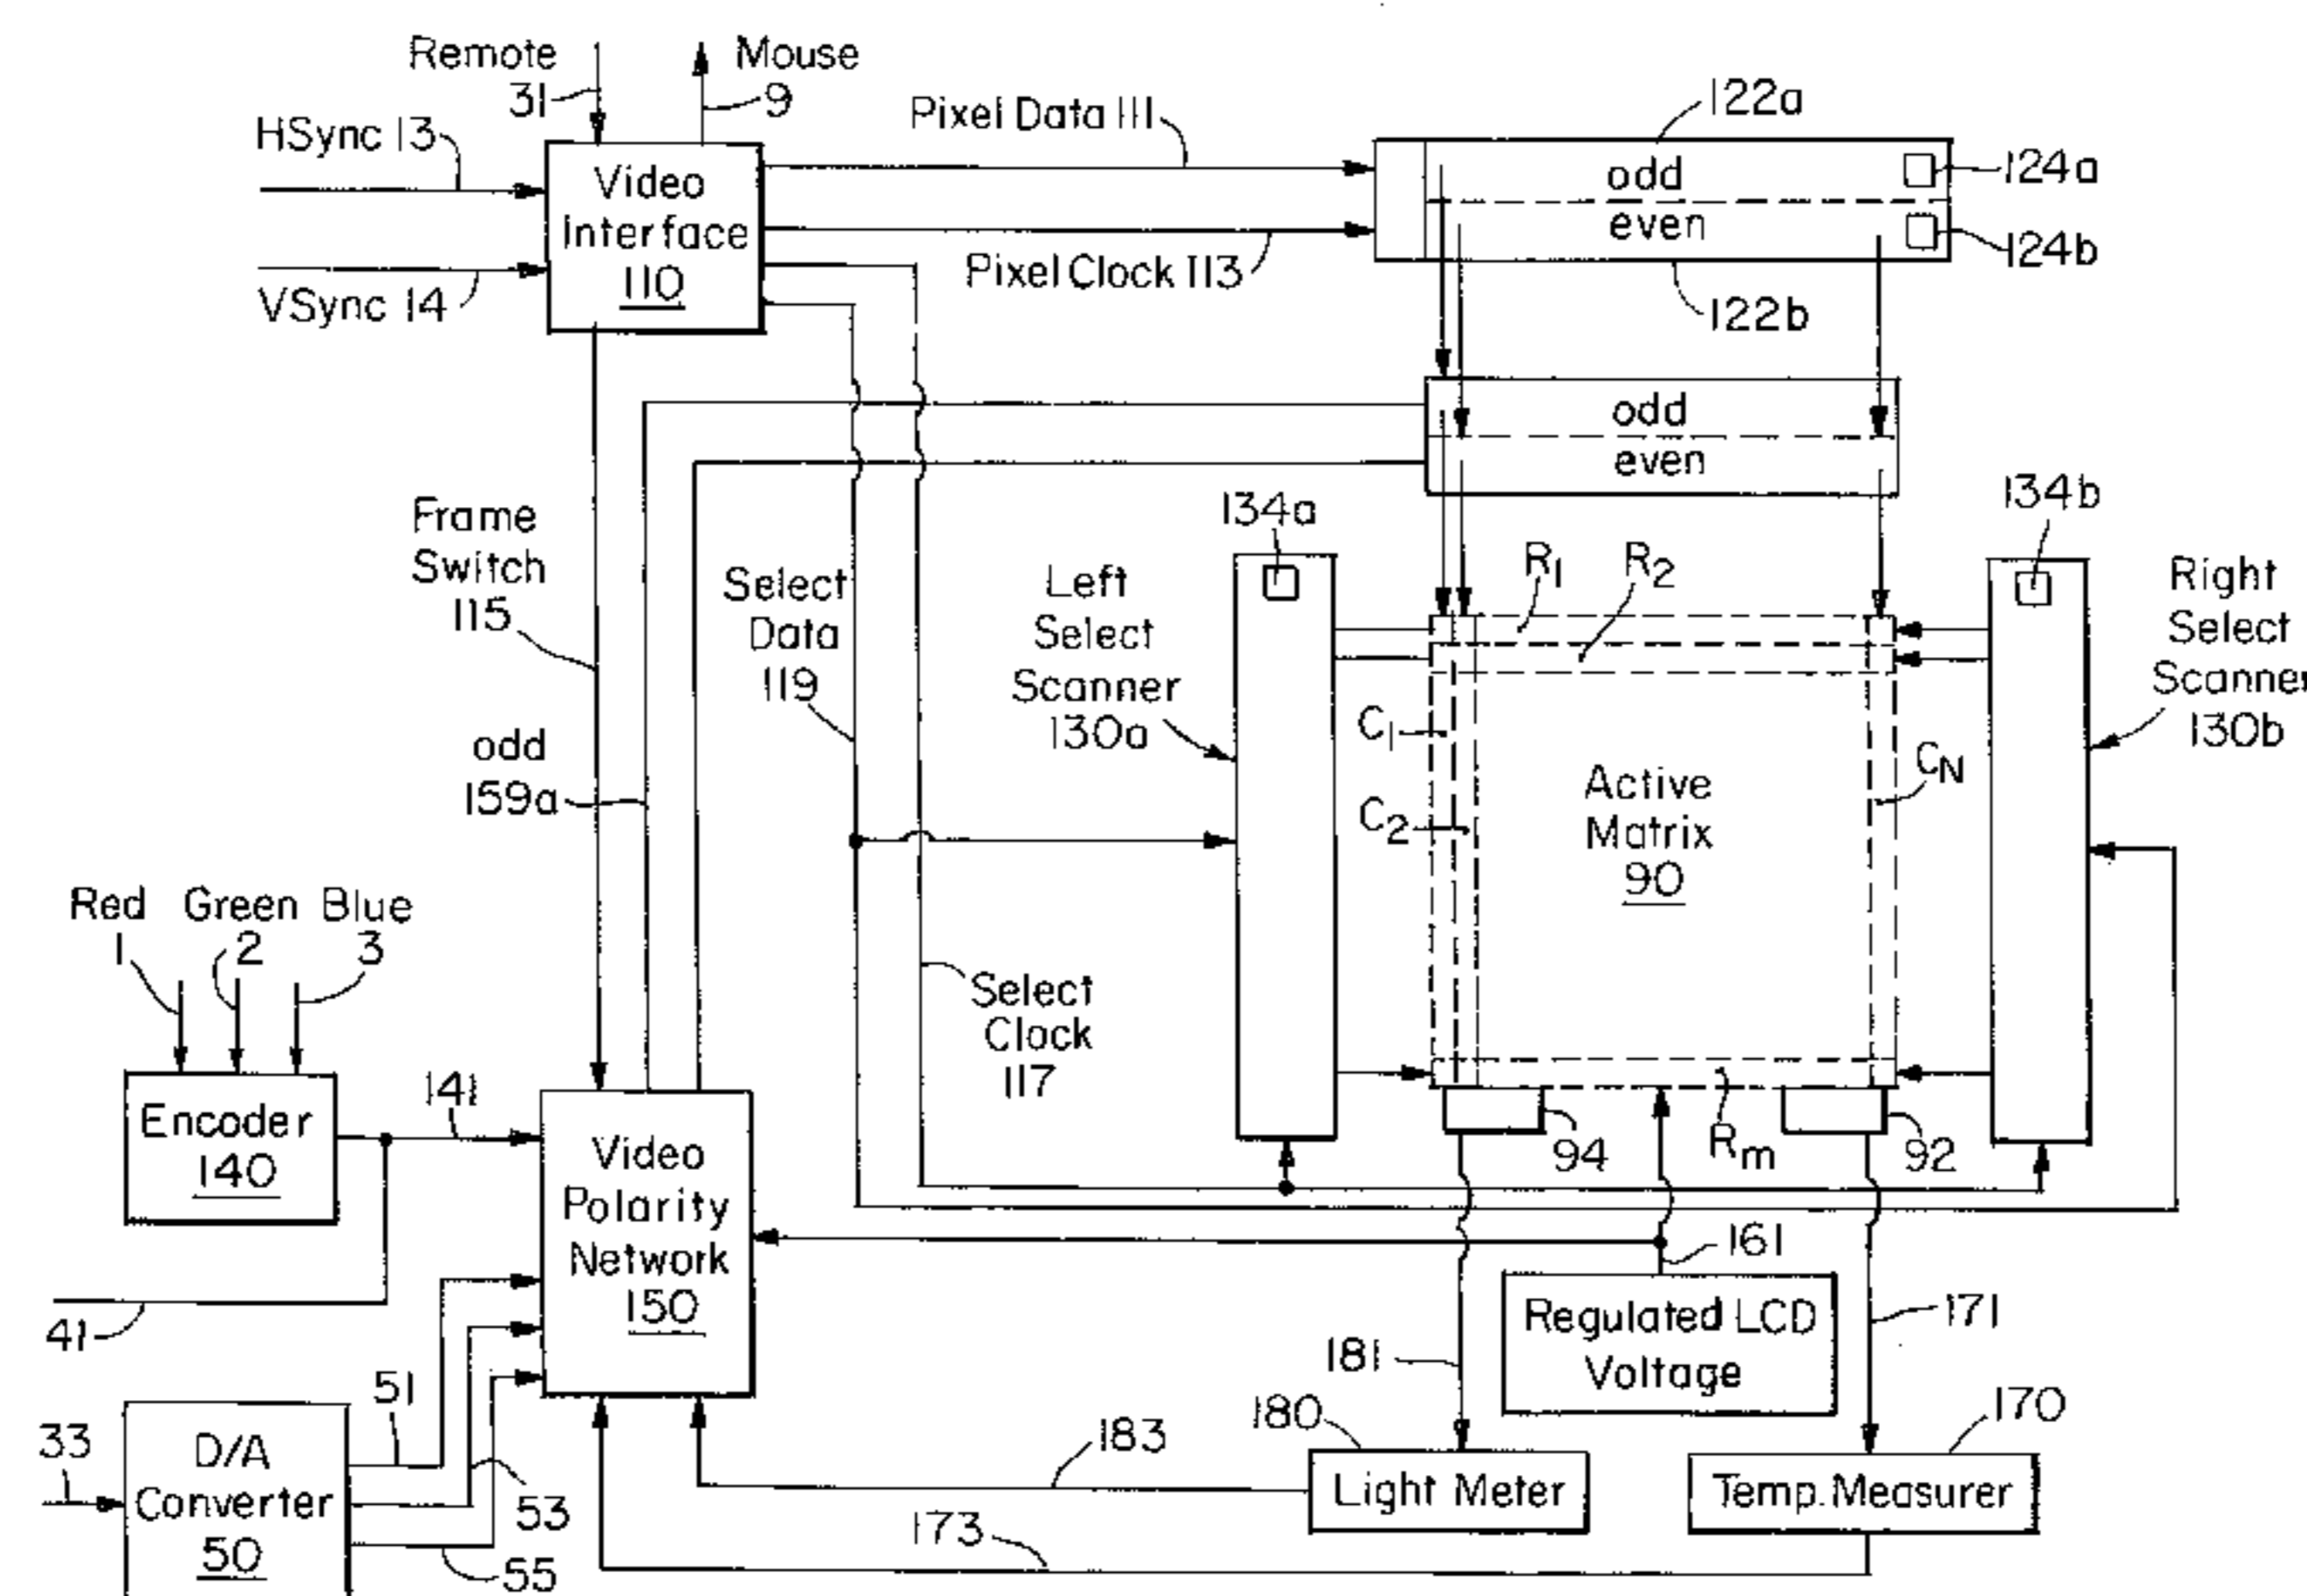 Remote
31
Mouse
9
HSync 13
VSync 14
Video
Interface
110
Pixel Data 111
Pixel Clock 113
122a
odd
even
124a
124b
122b
odd
even
Frame
Switch
115
Select
Data
119
Left
Select
Scanner
130a
134a
R1
R2
134b
Right
Select
Scanner
130b
odd
159a
C1
C2
CN
Active
Matrix
90
Red
1
Green
2
Blue
3
Select
Clock
117
Encoder
140
141
Video
Polarity
Network
150
94
Rm
92
161
41
Regulated LCD
Voltage
181
171
33
D/A
Converter
50
51
53
55
183
173
180
Light Meter
170
Temp. Measurer